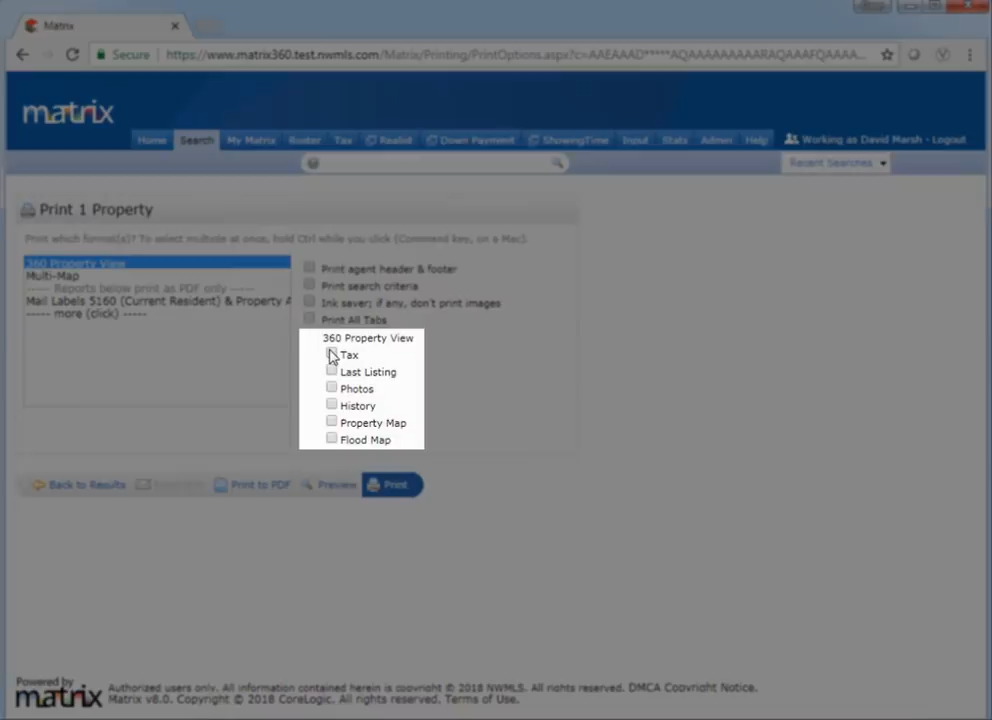 Matrix
Secure https://www.matrix360.test.nwmls.com/Matrix/Printing/PrintOptions.aspx?c=AAEAAAD*****AQAAAAAAAAARAQAAAFQAAAA...
matrix
Home Search My Matrix Roster Tax Realist Down Payment ShowingTime Input Stats Admin Help Working as David Marsh - Logout
Recent Searches
Print 1 Property
Print which format(s)? To select multiple at once, hold Ctrl while you click (Command key, on a Mac).
360 Property View
Multi-Map
----- Reports below print as PDF only -----
Mail Labels 5160 (Current Resident) & Property A
----- more (click) -----
Print agent header & footer
Print search criteria
Ink saver; if any, don't print images
Print All Tabs
360 Property View
Tax
Last Listing
Photos
History
Property Map
Flood Map
Back to Results Print to PDF Preview Print
Powered by
matrix
Authorized users only. All information contained herein is copyright © 2018 NWMLS. All rights reserved. DMCA Copyright Notice.
Matrix v8.0. Copyright © 2018 CoreLogic. All rights reserved. Terms of Use.